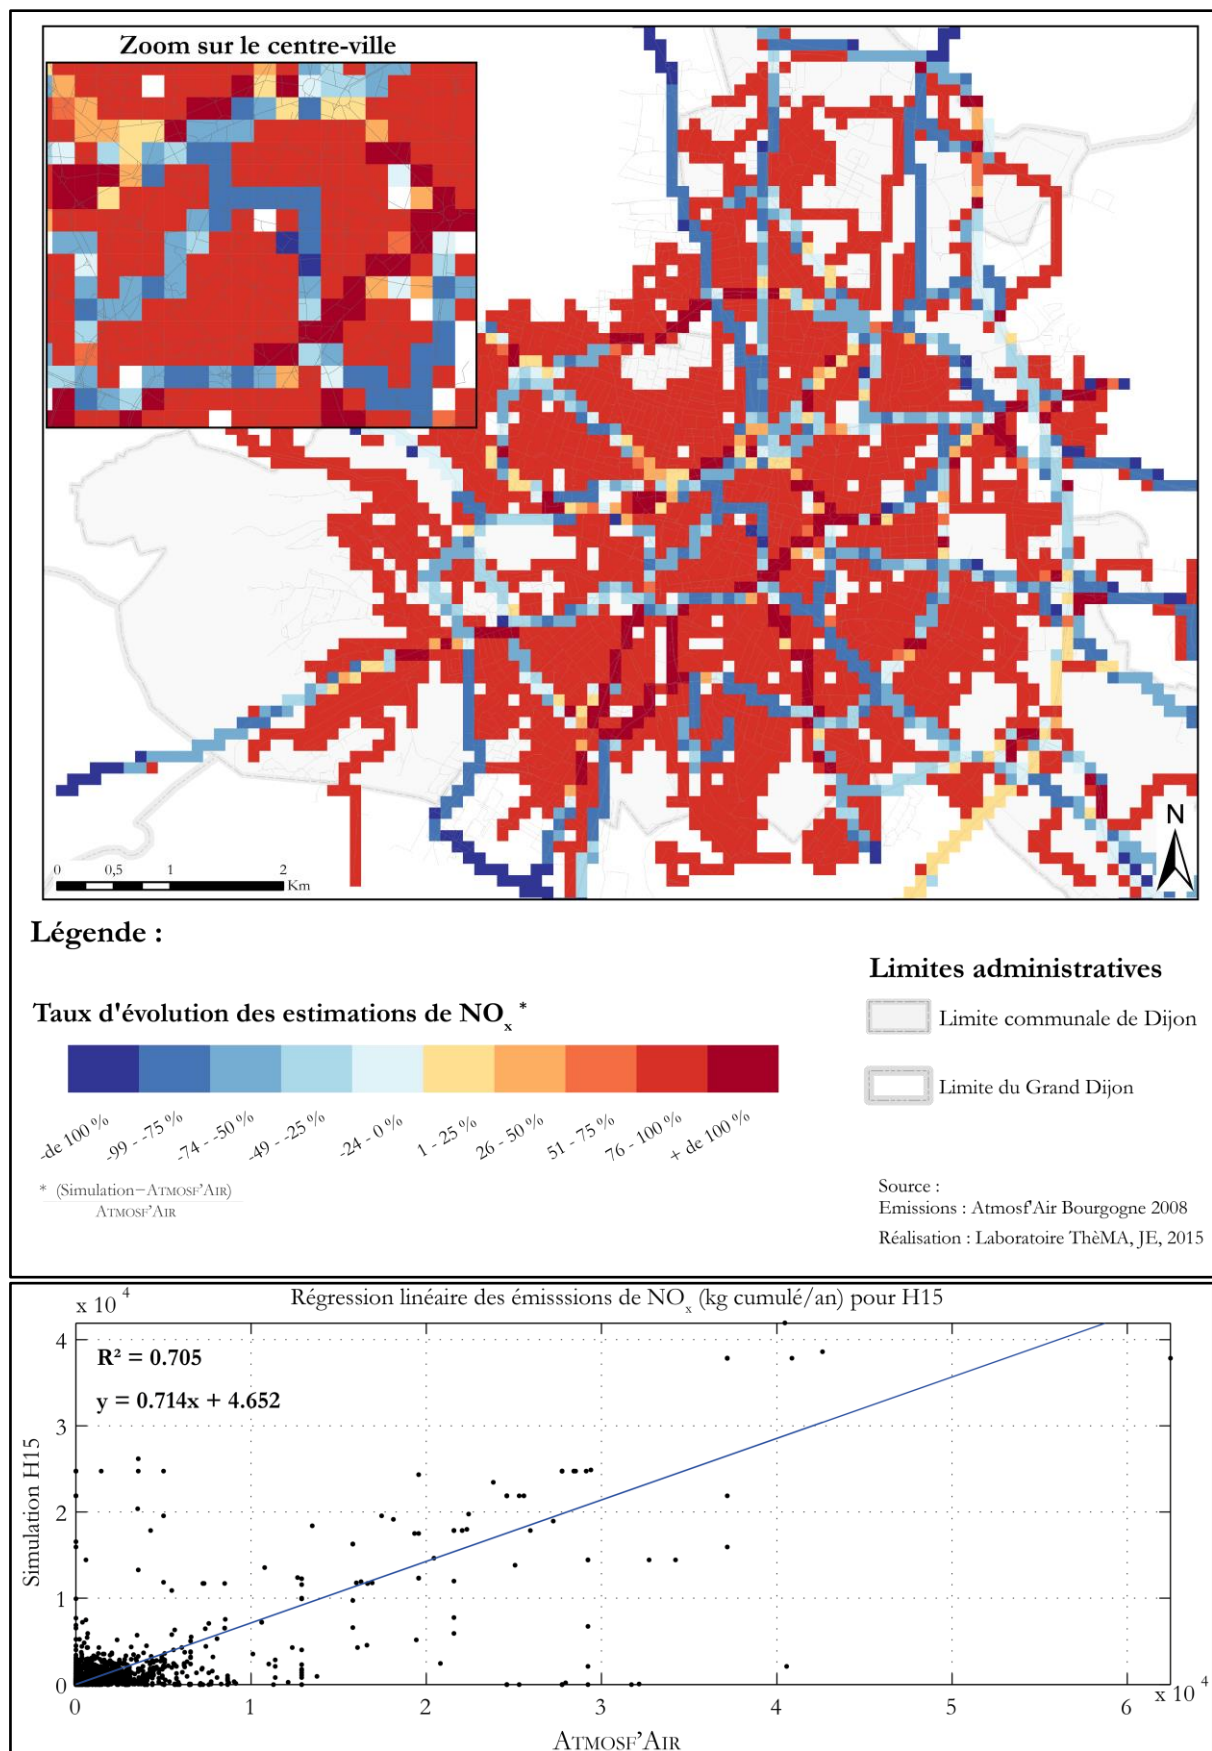 Zoom sur le centre-ville
N
0 0,5 1 2
Km
Légende :
Limites administratives
Taux d'évolution des estimations de NOx *
Limite communale de Dijon
Limite du Grand Dijon
-de 100 %
-99 - -75 %
-74 - -50 %
-49 - -25 %
-24 - 0 %
1 - 25 %
26 - 50 %
51 - 75 %
76 - 100 %
+ de 100 %
* (Simulation−ATMOSF'AIR)
ATMOSF'AIR
Source :
Emissions : Atmosf'Air Bourgogne 2008
Réalisation : Laboratoire ThèMA, JE, 2015
x 10 4
Régression linéaire des émisssions de NOx (kg cumulé/an) pour H15
R² = 0.705
y = 0.714x + 4.652
Simulation H15
4
3
2
1
0
0 1 2 3 4 5 6 x 10 4
ATMOSF'AIR